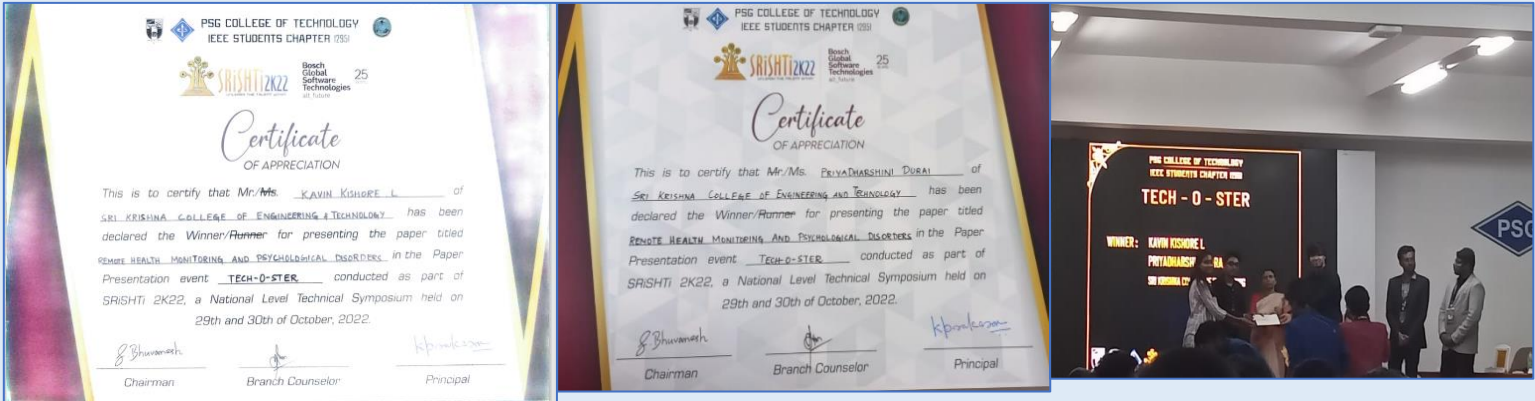 PSG COLLEGE OF TECHNOLOGY
IEEE STUDENTS CHAPTER 12951
SRiSHTi2K22
Bosch
Global
Software
Technologies
alt_future
25
Certificate
OF APPRECIATION
This is to certify that Mr./Ms. KAVIN KISHORE L of
SRI KRISHNA COLLEGE OF ENGINEERING & TECHNOLOGY has been
declared the Winner/Runner for presenting the paper titled
REMOTE HEALTH MONITORING AND PSYCHOLOGICAL DISORDERS in the Paper
Presentation event TECH-O-STER conducted as part of
SRiSHTi 2K22, a National Level Technical Symposium held on
29th and 30th of October, 2022.
Chairman
Branch Counselor
Principal
PSG COLLEGE OF TECHNOLOGY
IEEE STUDENTS CHAPTER 12951
SRiSHTi2K22
Bosch
Global
Software
Technologies
alt_future
25
Certificate
OF APPRECIATION
This is to certify that Mr./Ms. PRIYADHARSHINI DURAI of
SRI KRISHNA COLLEGE OF ENGINEERING AND TECHNOLOGY has been
declared the Winner/Runner for presenting the paper titled
REMOTE HEALTH MONITORING AND PSYCHOLOGICAL DISORDERS in the Paper
Presentation event TECH-O-STER conducted as part of
SRiSHTi 2K22, a National Level Technical Symposium held on
29th and 30th of October, 2022.
Chairman
Branch Counselor
Principal
PSG COLLEGE OF TECHNOLOGY
IEEE STUDENTS CHAPTER
TECH - O - STER
WINNER : KAVIN KISHORE L
SRI KRISHNA
PSG